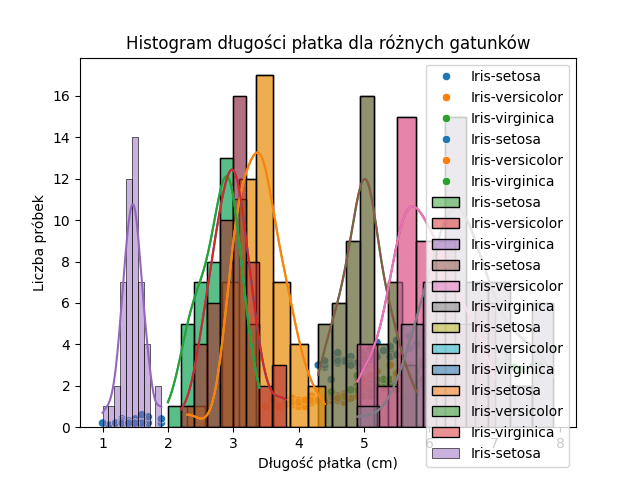 Histogram długości płatka dla różnych gatunków
Liczba próbek
16
14
12
10
8
6
4
2
0
1
2
3
4
5
6
7
8
Długość płatka (cm)
Iris-setosa
Iris-versicolor
Iris-virginica
Iris-setosa
Iris-versicolor
Iris-virginica
Iris-setosa
Iris-versicolor
Iris-virginica
Iris-setosa
Iris-versicolor
Iris-virginica
Iris-setosa
Iris-versicolor
Iris-virginica
Iris-setosa
Iris-versicolor
Iris-virginica
Iris-setosa